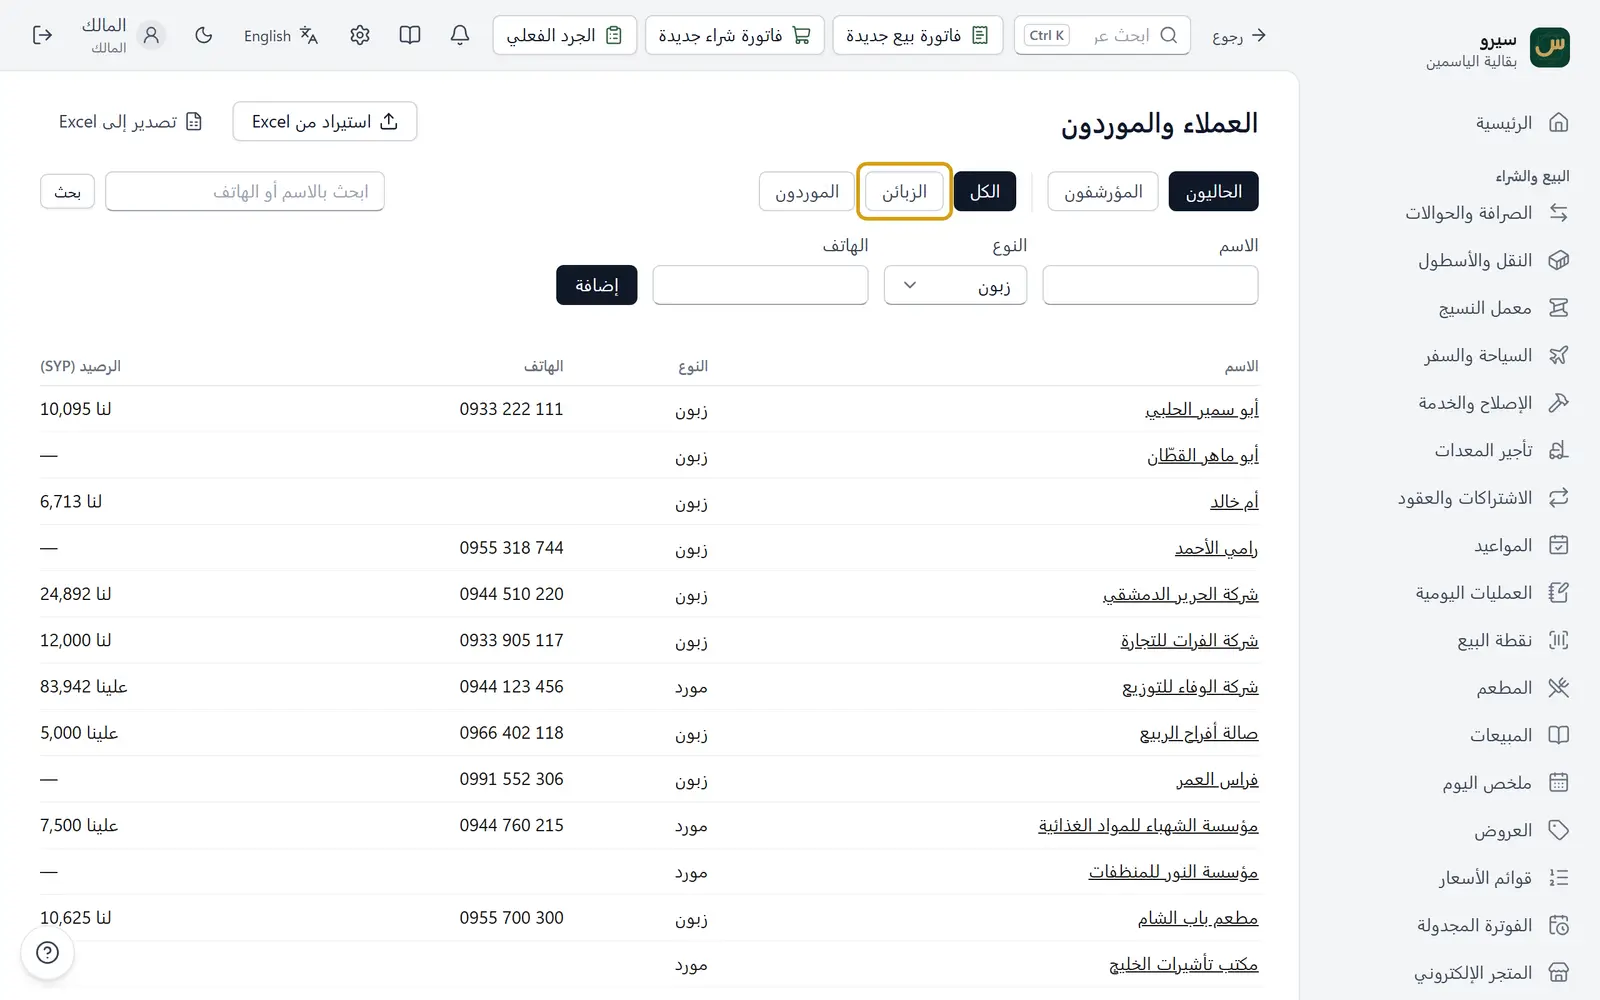 سيرو
بقالية الياسمين
رجوع
ابحث عن Ctrl K
فاتورة بيع جديدة
فاتورة شراء جديدة
الجرد الفعلي
English
المالك
المالك
الرئيسية
البيع والشراء
الصرافة والحوالات
النقل والأسطول
معمل النسيج
السياحة والسفر
الإصلاح والخدمة
تأجير المعدات
الاشتراكات والعقود
المواعيد
العمليات اليومية
نقطة البيع
المطعم
المبيعات
ملخص اليوم
العروض
قوائم الأسعار
الفوترة المجدولة
المتجر الإلكتروني
العملاء والموردون
استيراد من Excel
تصدير إلى Excel
الحاليون المؤرشفون الكل الزبائن الموردون
ابحث بالاسم أو الهاتف بحث
الاسم النوع الهاتف
زبون إضافة
الاسم النوع الهاتف الرصيد (SYP)
أبو سمير الحلبي زبون 0933 222 111 لنا 10,095
أبو ماهر القطّان زبون —
أم خالد زبون لنا 6,713
رامي الأحمد زبون 0955 318 744 —
شركة الحرير الدمشقي زبون 0944 510 220 لنا 24,892
شركة الفرات للتجارة زبون 0933 905 117 لنا 12,000
شركة الوفاء للتوزيع مورد 0944 123 456 علينا 83,942
صالة أفراح الربيع زبون 0966 402 118 علينا 5,000
فراس العمر زبون 0991 552 306 —
مؤسسة الشهباء للمواد الغذائية مورد 0944 760 215 علينا 7,500
مؤسسة النور للمنظفات مورد —
مطعم باب الشام زبون 0955 700 300 لنا 10,625
مكتب تأشيرات الخليج مورد